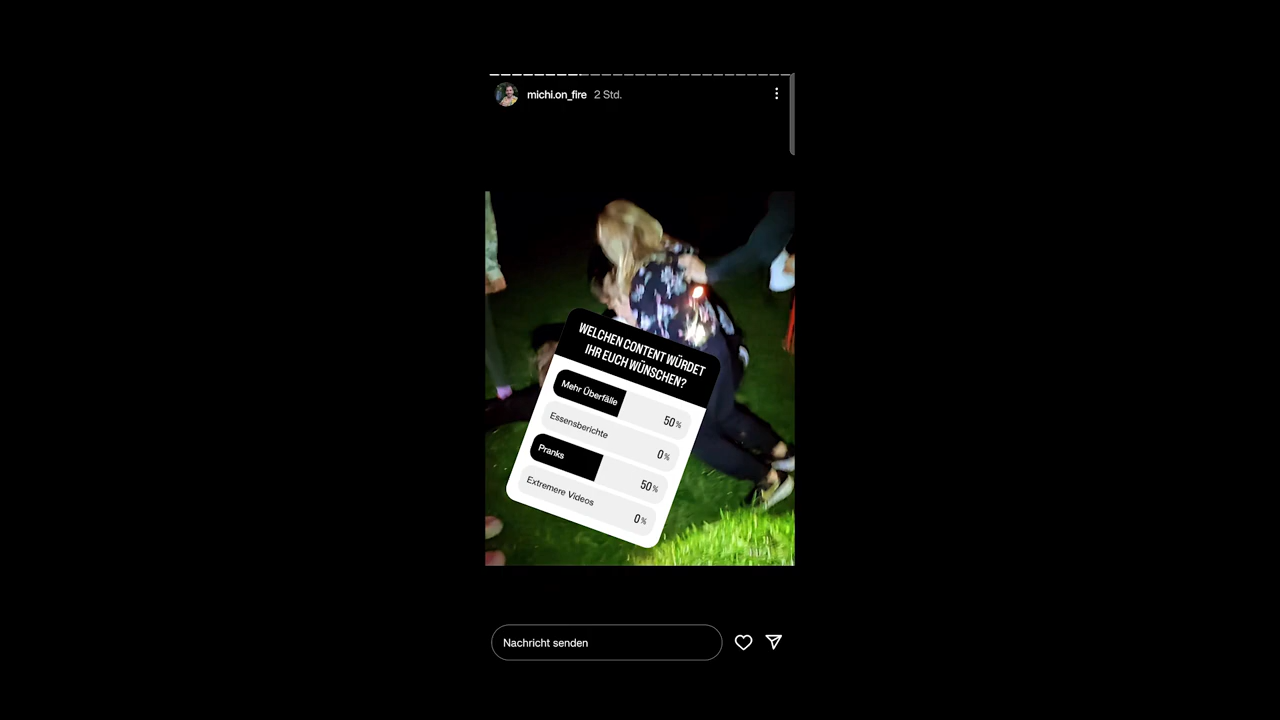 michi.on_fire 2 Std.
WELCHEN CONTENT WÜRDET
IHR EUCH WÜNSCHEN?
Mehr Überfälle 50%
Essensberichte 0%
Pranks 50%
Extremere Videos 0%
Nachricht senden